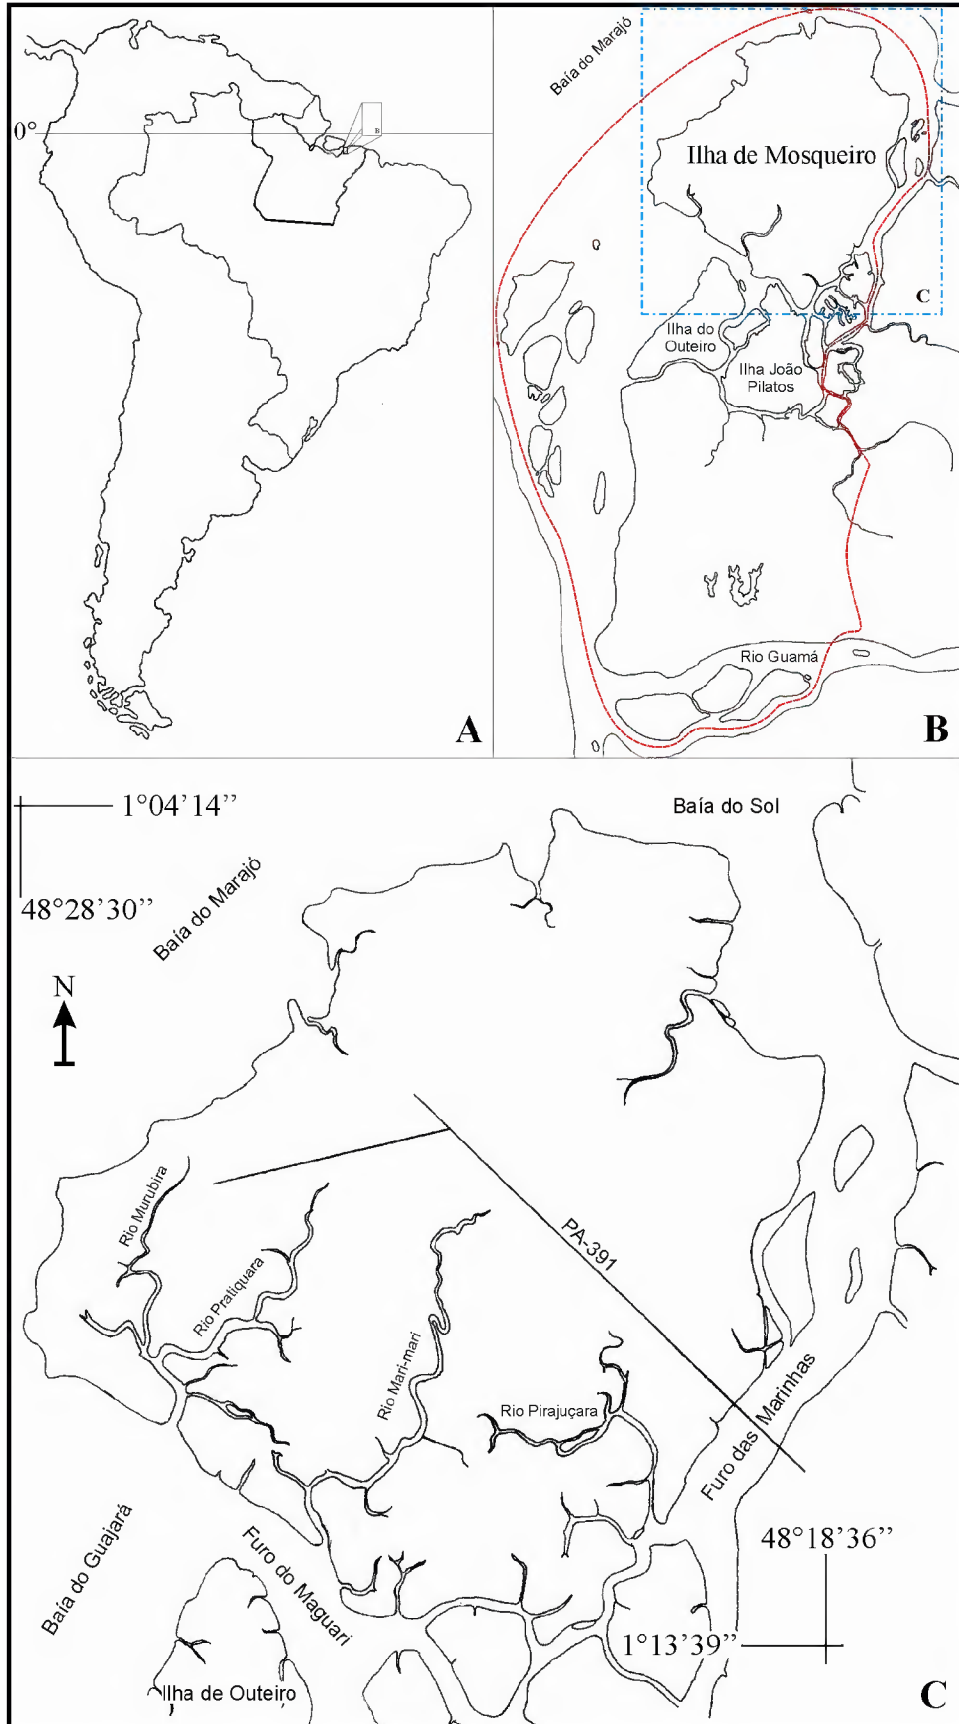 0°
B
A
Baía do Marajó
Ilha de Mosqueiro
C
Ilha do
Outeiro
Ilha João
Pilatos
Rio Guamá
B
1°04'14”
48°28'30”
Baía do Marajó
Baía do Sol
N
Rio Murubira
Rio Pratiquara
Rio Mari-mari
Rio Pirajuçara
PA-391
Furo das Marinhas
Baía do Guajará
Furo do Maguari
Ilha de Outeiro
48°18'36”
1°13'39”
C